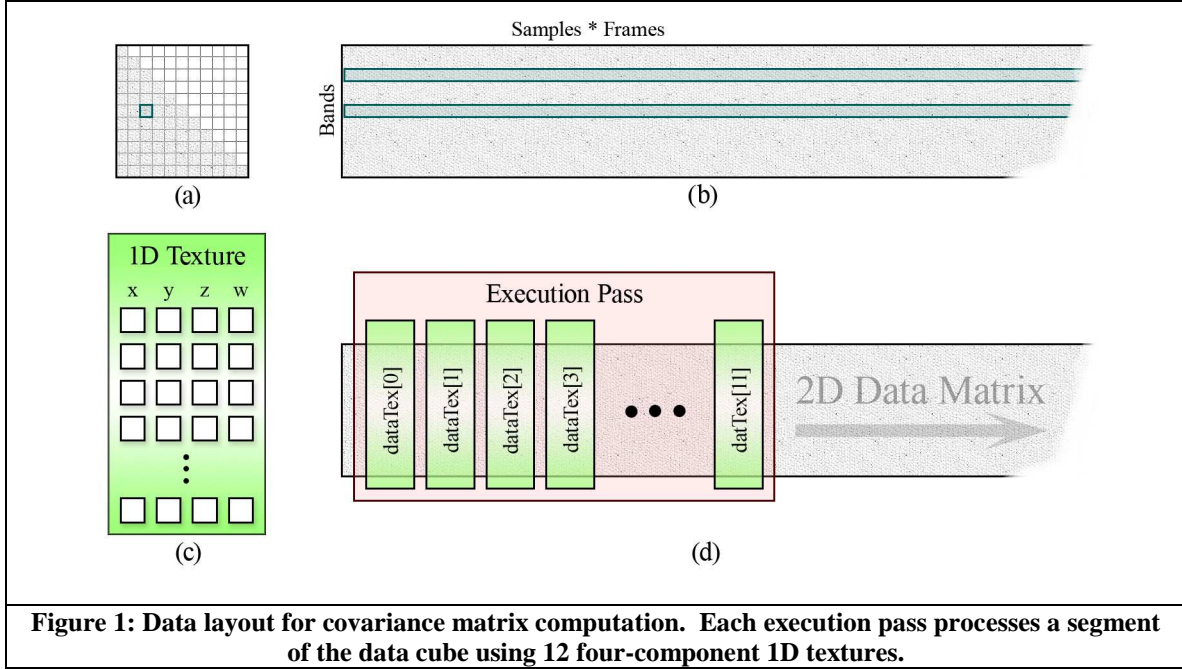 Samples * Frames
Bands
(a)
(b)
1D Texture
x y z w
(c)
Execution Pass
dataTex[0]
dataTex[1]
dataTex[2]
dataTex[3]
datTex[11]
2D Data Matrix
(d)
Figure 1: Data layout for covariance matrix computation. Each execution pass processes a segment
of the data cube using 12 four-component 1D textures.